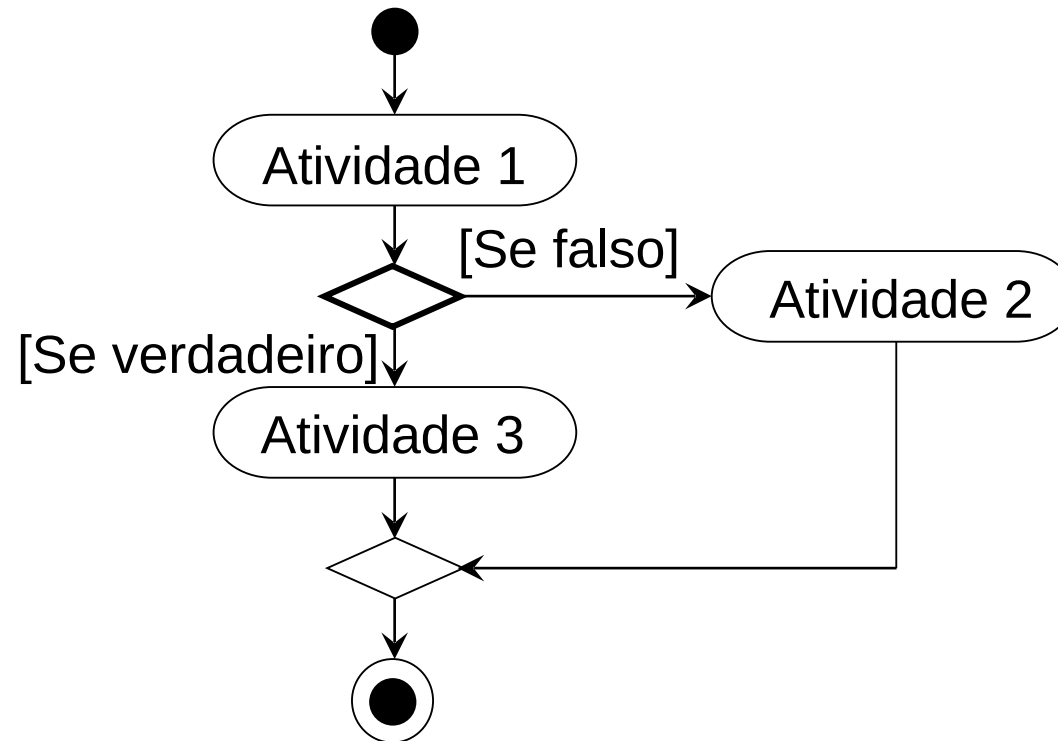 Atividade 1
[Se falso]
Atividade 2
[Se verdadeiro]
Atividade 3